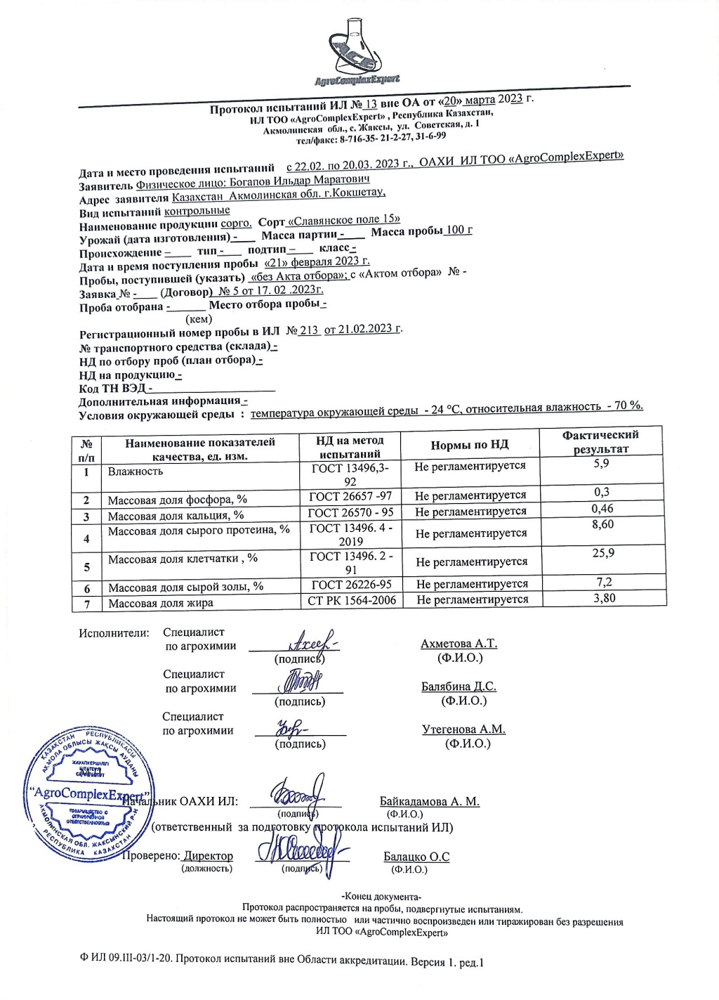 ACE
AgroComplexExpert
Протокол испытаний ИЛ № 13 вне ОА от «20» марта 2023 г.
ИЛ ТОО «AgroComplexExpert» , Республика Казахстан,
Акмолинская обл., с. Жаксы, ул. Советская, д. 1
тел/факс: 8-716-35- 21-2-27, 31-6-99
Дата и место проведения испытаний с 22.02. по 20.03. 2023 г., ОАХИ ИЛ ТОО «AgroComplexExpert»
Заявитель Физическое лицо: Богапов Ильдар Маратович
Адрес заявителя Казахстан Акмолинская обл. г.Кокшетау,
Вид испытаний контрольные
Наименование продукции сорго. Сорт «Славянское поле 15»
Урожай (дата изготовления) -____ Масса партии -____ Масса пробы 100 г
Происхождение –____ тип -____ подтип –____ класс -
Дата и время поступления пробы «21» февраля 2023 г.
Пробы, поступившей (указать) «без Акта отбора»; с «Актом отбора» № -
Заявка № -____ (Договор) № 5 от 17. 02 .2023г.
Проба отобрана -______ Место отбора пробы -
(кем)
Регистрационный номер пробы в ИЛ № 213 от 21.02.2023 г.
№ транспортного средства (склада) -
НД по отбору проб (план отбора) -
НД на продукцию -
Код ТН ВЭД -____________________
Дополнительная информация -
Условия окружающей среды : температура окружающей среды - 24 °С, относительная влажность - 70 %.
№ п/п Наименование показателей качества, ед. изм. НД на метод испытаний Нормы по НД Фактический результат
1 Влажность ГОСТ 13496,3-92 Не регламентируется 5,9
2 Массовая доля фосфора, % ГОСТ 26657 -97 Не регламентируется 0,3
3 Массовая доля кальция, % ГОСТ 26570 - 95 Не регламентируется 0,46
4 Массовая доля сырого протеина, % ГОСТ 13496. 4 - 2019 Не регламентируется 8,60
5 Массовая доля клетчатки , % ГОСТ 13496. 2 - 91 Не регламентируется 25,9
6 Массовая доля сырой золы, % ГОСТ 26226-95 Не регламентируется 7,2
7 Массовая доля жира СТ РК 1564-2006 Не регламентируется 3,80
Исполнители: Специалист
по агрохимии Ахметова А.Т.
(подпись) (Ф.И.О.)
Специалист
по агрохимии Балябина Д.С.
(подпись) (Ф.И.О.)
Специалист
по агрохимии Утегенова А.М.
(подпись) (Ф.И.О.)
ҚАЗАҚСТАН РЕСПУБЛИКАСЫ
АҚМОЛА ОБЛЫСЫ ЖАҚСЫ АУДАНЫ
ЖАУАПКЕРШІЛІГІ
ШЕКТЕУЛІ
СЕРІКТЕСТІГІ
М.П.
"AgroComplexExpert"
ТОВАРИЩЕСТВО С
ОГРАНИЧЕННОЙ
ОТВЕТСТВЕННОСТЬЮ
АКМОЛИНСКАЯ ОБЛ. ЖАКСЫНСКИЙ Р-Н
РЕСПУБЛИКА КАЗАХСТАН
Начальник ОАХИ ИЛ: Байкадамова А. М.
(подпись) (Ф.И.О.)
(ответственный за подготовку протокола испытаний ИЛ)
Проверено: Директор Балацко О.С
(должность) (подпись) (Ф.И.О.)
-Конец документа-
Протокол распространяется на пробы, подвергнутые испытаниям.
Настоящий протокол не может быть полностью или частично воспроизведен или тиражирован без разрешения
ИЛ ТОО «AgroComplexExpert»
Ф ИЛ 09.III-03/1-20. Протокол испытаний вне Области аккредитации. Версия 1. ред.1